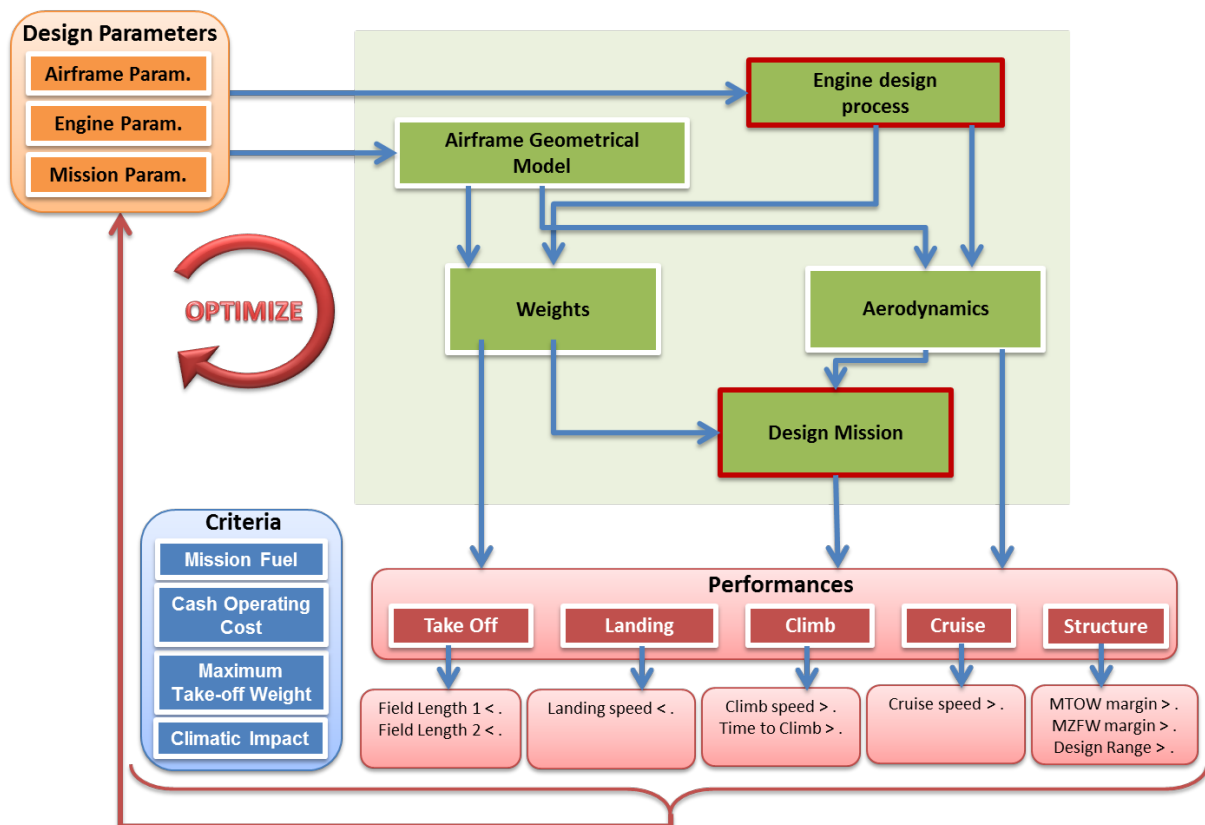 Design Parameters
Airframe Param.
Engine Param.
Mission Param.
Engine design
process
Airframe Geometrical
Model
OPTIMIZE
Weights
Aerodynamics
Design Mission
Criteria
Mission Fuel
Cash Operating
Cost
Maximum
Take-off Weight
Climatic Impact
Performances
Take Off
Landing
Climb
Cruise
Structure
Field Length 1 < .
Field Length 2 < .
Landing speed < .
Climb speed > .
Time to Climb > .
Cruise speed > .
MTOW margin > .
MZFW margin > .
Design Range > .